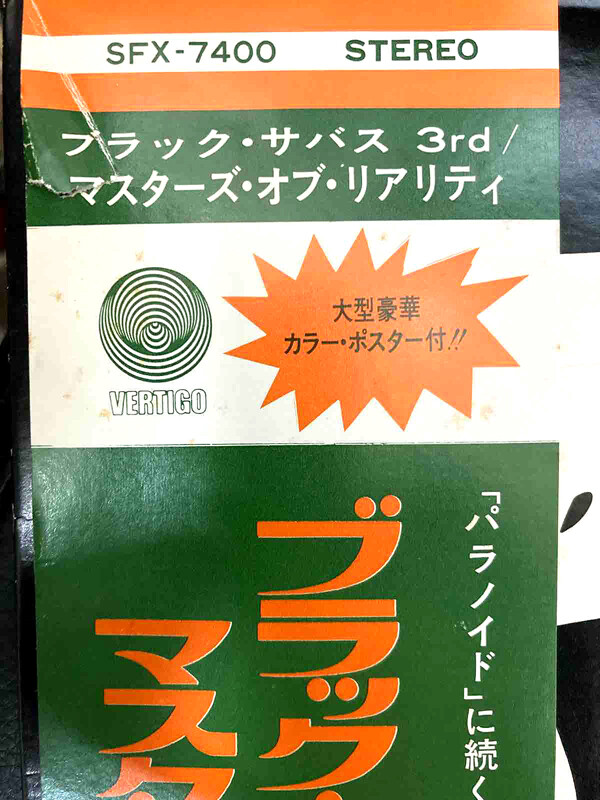 SFX-7400 STEREO
ブラック・サバス 3rd/
マスターズ・オブ・リアリティ
大型豪華
カラー・ポスター付!!
VERTIGO
「パラノイド」に続く
ブラック・
マスタ